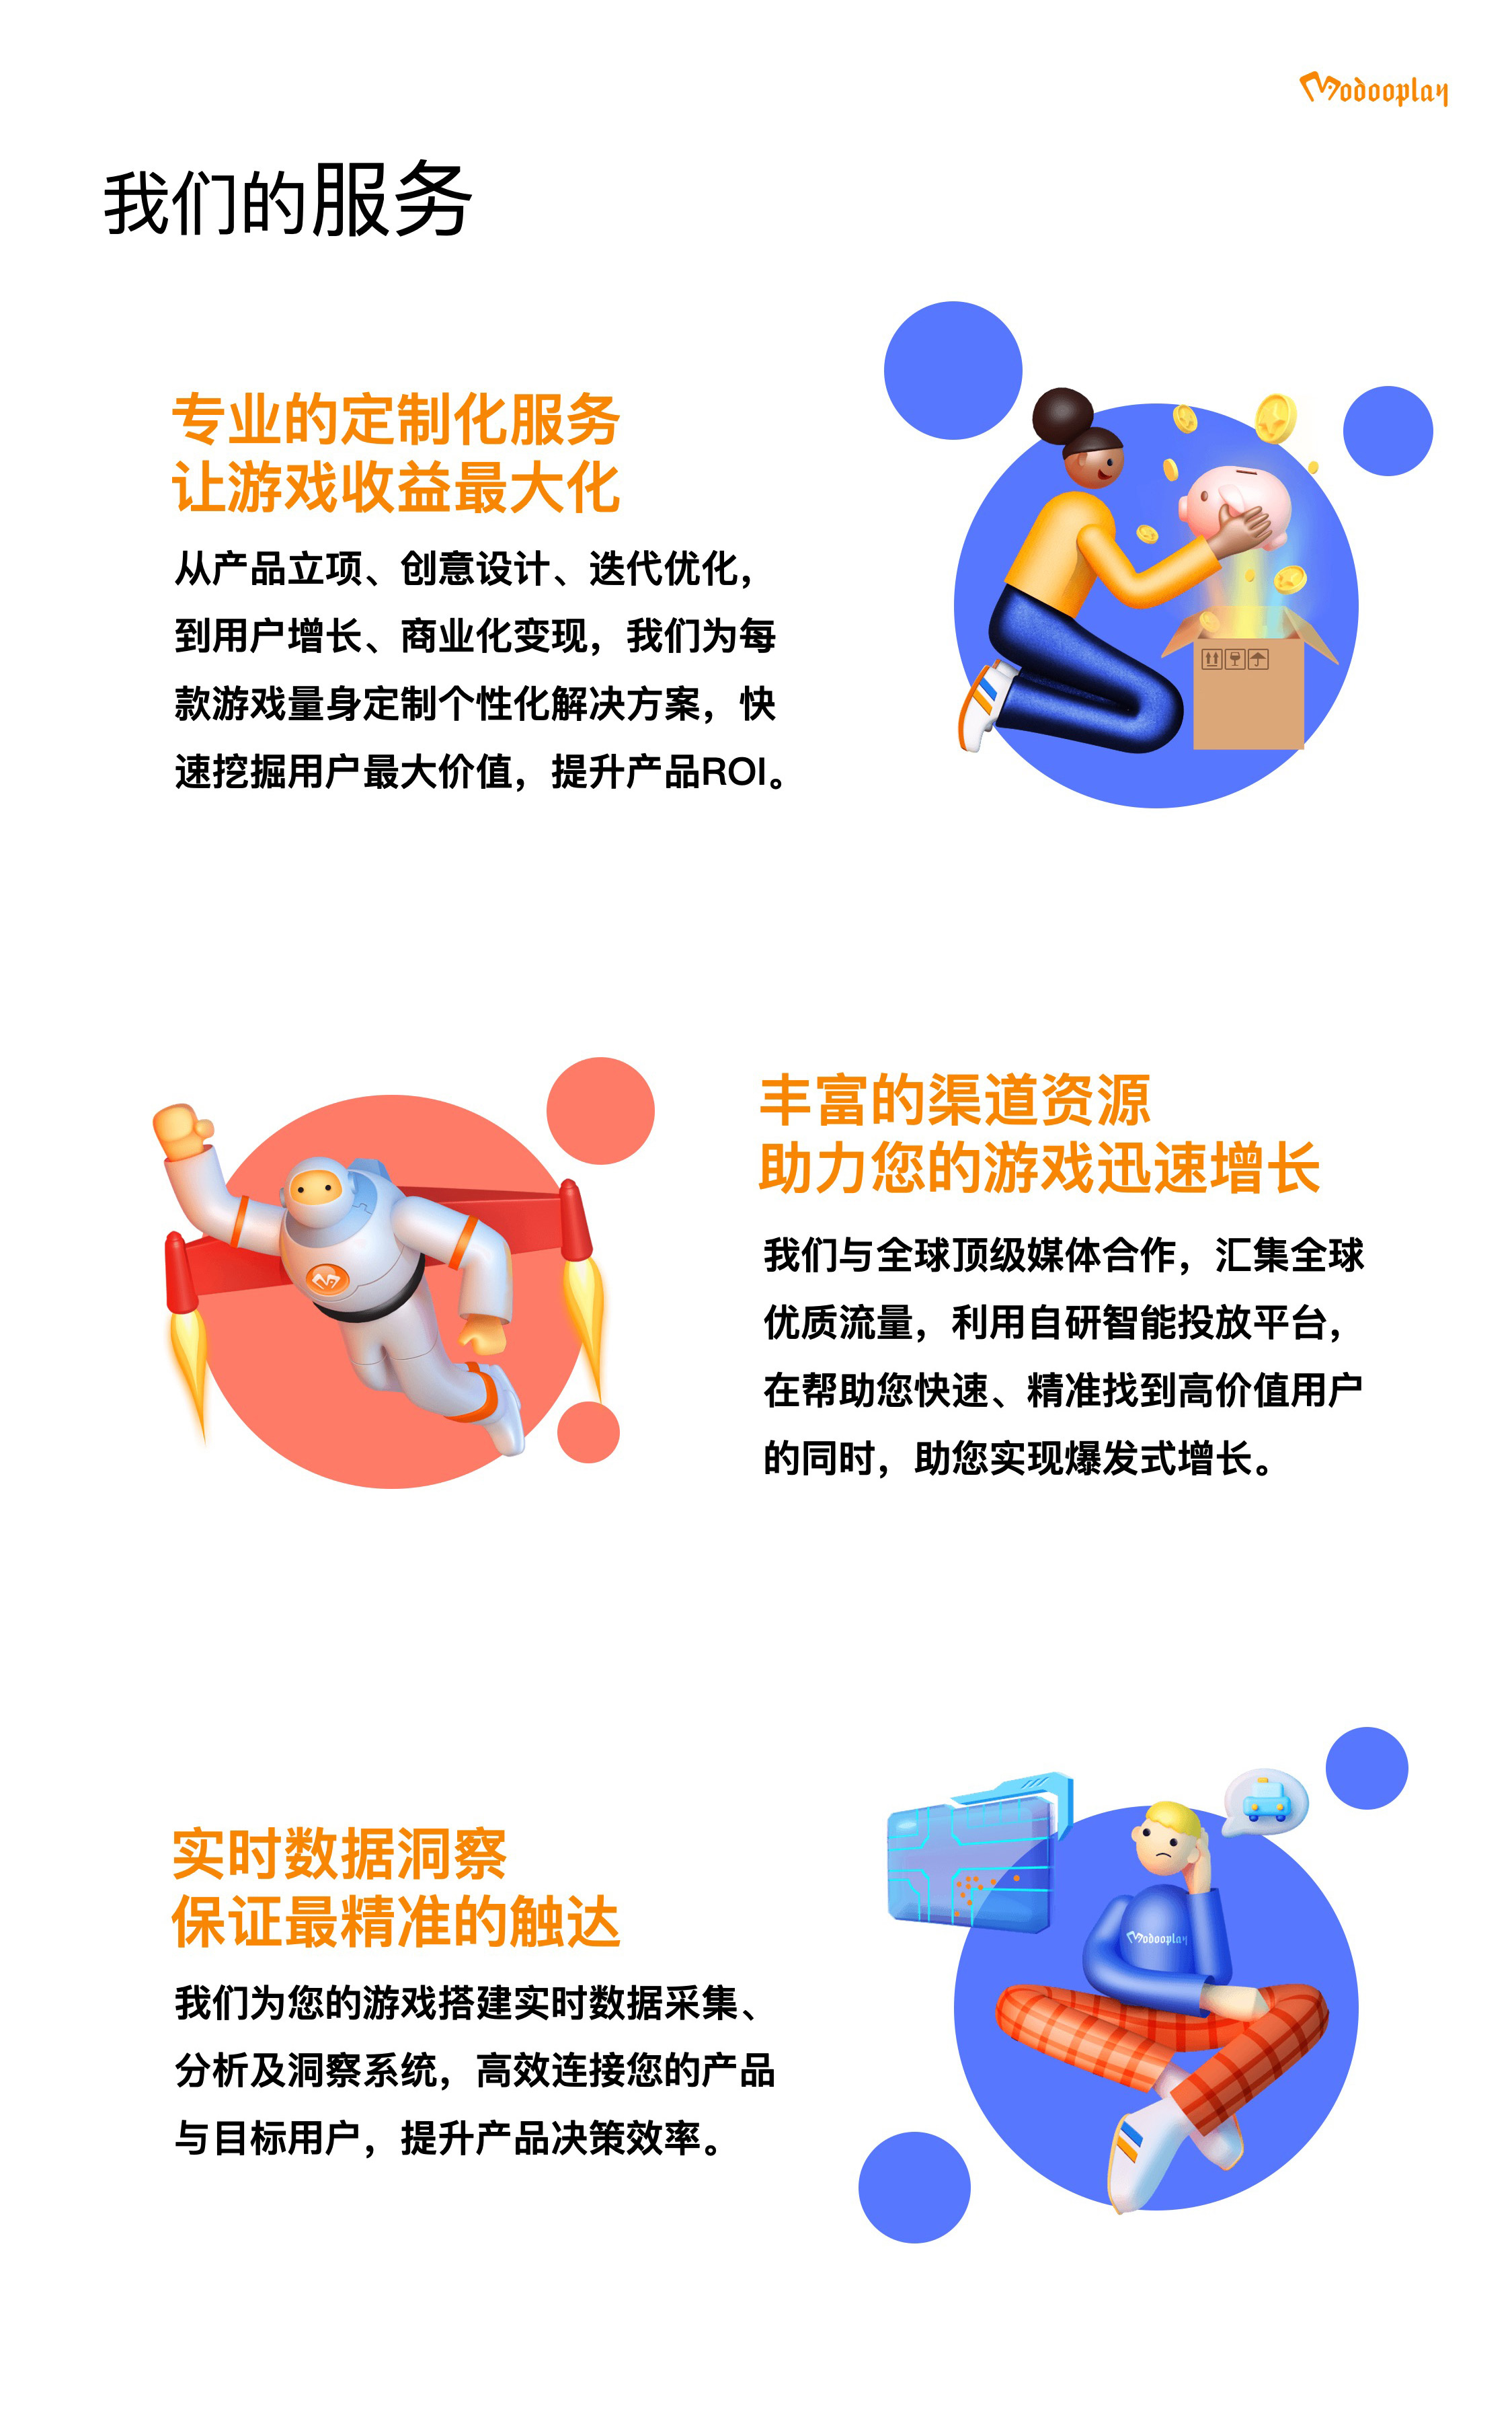 Modooplay
我们的服务
专业的定制化服务
让游戏收益最大化
从产品立项、创意设计、迭代优化，
到用户增长、商业化变现，我们为每
款游戏量身定制个性化解决方案，快
速挖掘用户最大价值，提升产品ROI。
丰富的渠道资源
助力您的游戏迅速增长
我们与全球顶级媒体合作，汇集全球
优质流量，利用自研智能投放平台，
在帮助您快速、精准找到高价值用户
的同时，助您实现爆发式增长。
实时数据洞察
保证最精准的触达
Modooplay
我们为您的游戏搭建实时数据采集、
分析及洞察系统，高效连接您的产品
与目标用户，提升产品决策效率。